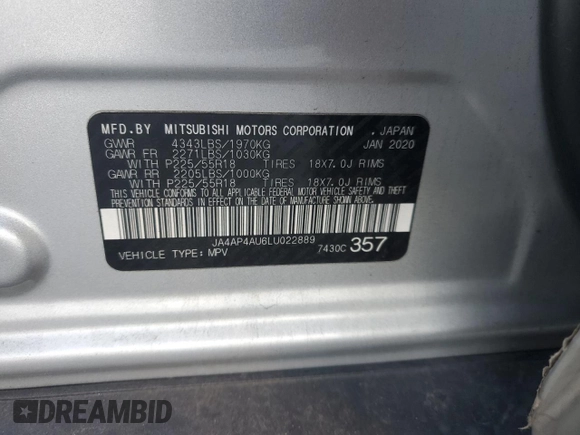 MFD.BY MITSUBISHI MOTORS CORPORATION . JAPAN
GVWR 4343LBS/1970KG JAN 2020
GAWR FR 2271LBS/1030KG
WITH P225/55R18 TIRES 18X7.0J RIMS
GAWR RR 2205LBS/1000KG
WITH P225/55R18 TIRES 18X7.0J RIMS
THIS VEHICLE CONFORMS TO ALL APPLICABLE FEDERAL MOTOR VEHICLE SAFETY AND THEFT
PREVENTION STANDARDS IN EFFECT ON THE DATE OF MANUFACTURE SHOWN ABOVE.
JA4AP4AU6LU022889
VEHICLE TYPE: MPV 7430C 357
DREAMBID